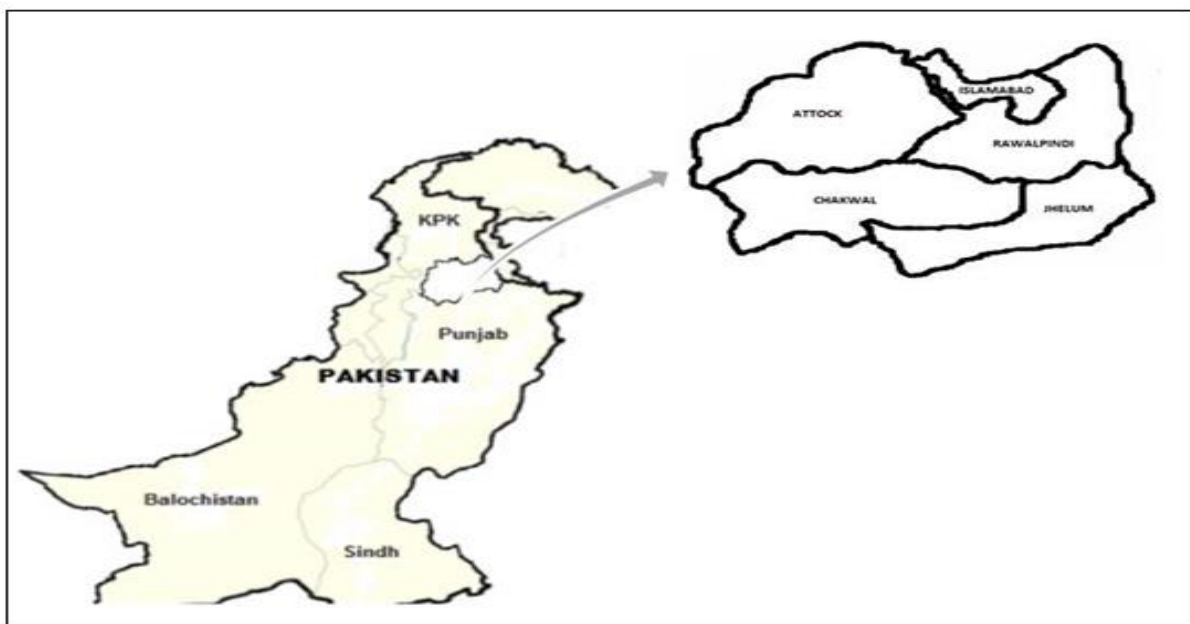 ISLAMABAD
ATTOCK
RAWALPINDI
CHAKWAL
JHELUM
KPK
Punjab
PAKISTAN
Balochistan
Sindh